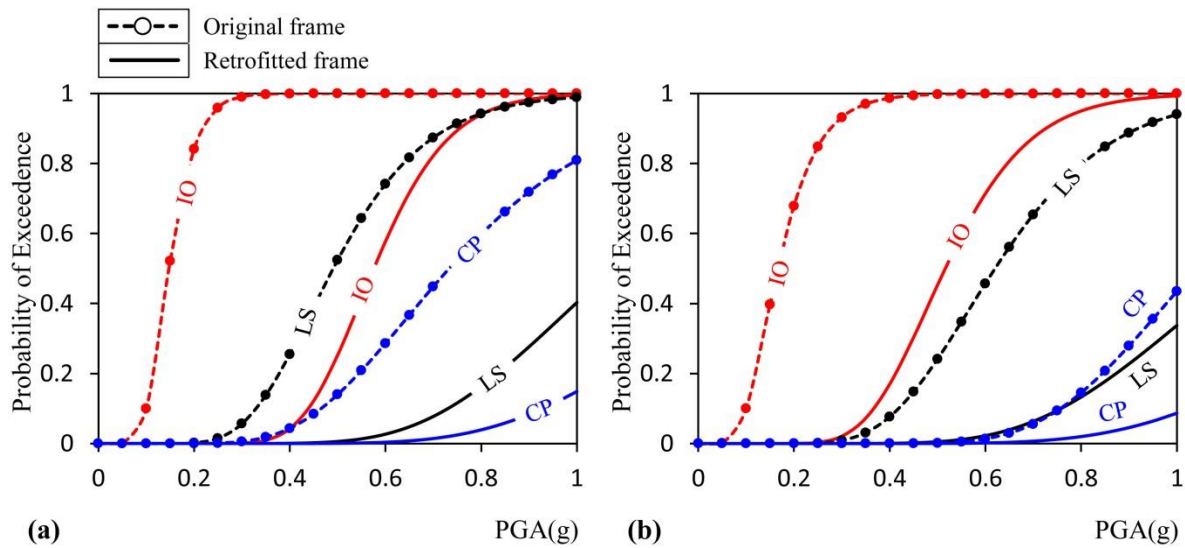 Original frame
Retrofitted frame
Probability of Exceedence
1
0.8
0.6
0.4
0.2
0
IO
LS
IO
CP
LS
CP
0 0.2 0.4 0.6 0.8 1
(a) PGA(g)
Probability of Exceedence
1
0.8
0.6
0.4
0.2
0
IO
IO
LS
CP
LS
CP
0 0.2 0.4 0.6 0.8 1
(b) PGA(g)